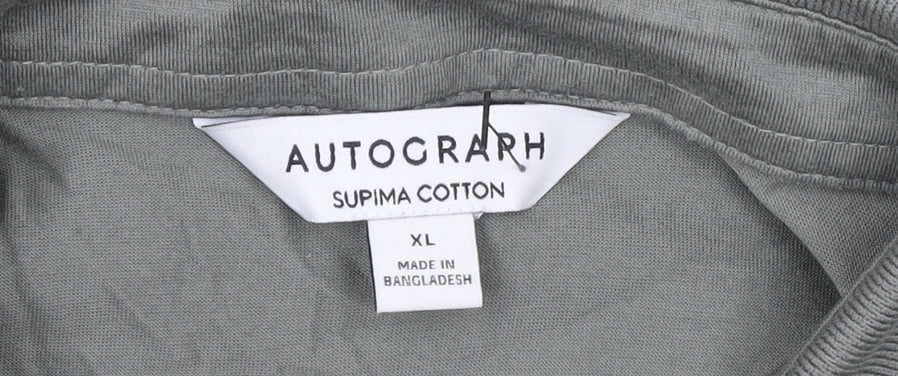 AUTOGRAPH
SUPIMA COTTON
XL
MADE IN
BANGLADESH